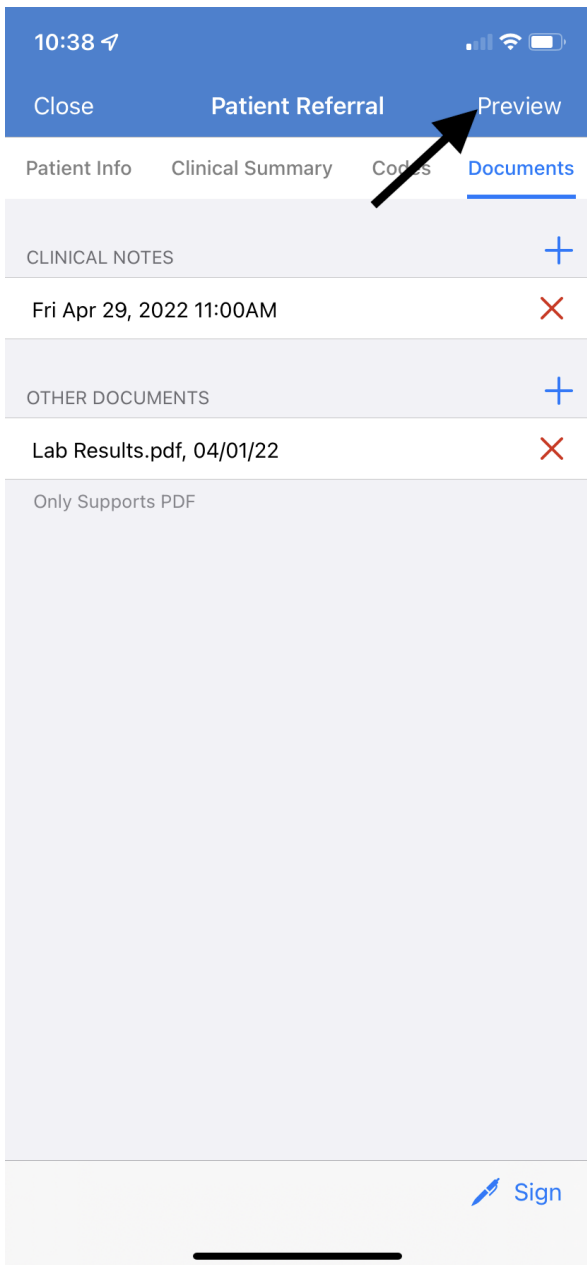 10:38
Close Patient Referral Preview
Patient Info Clinical Summary Codes Documents
CLINICAL NOTES
Fri Apr 29, 2022 11:00AM
OTHER DOCUMENTS
Lab Results.pdf, 04/01/22
Only Supports PDF
Sign